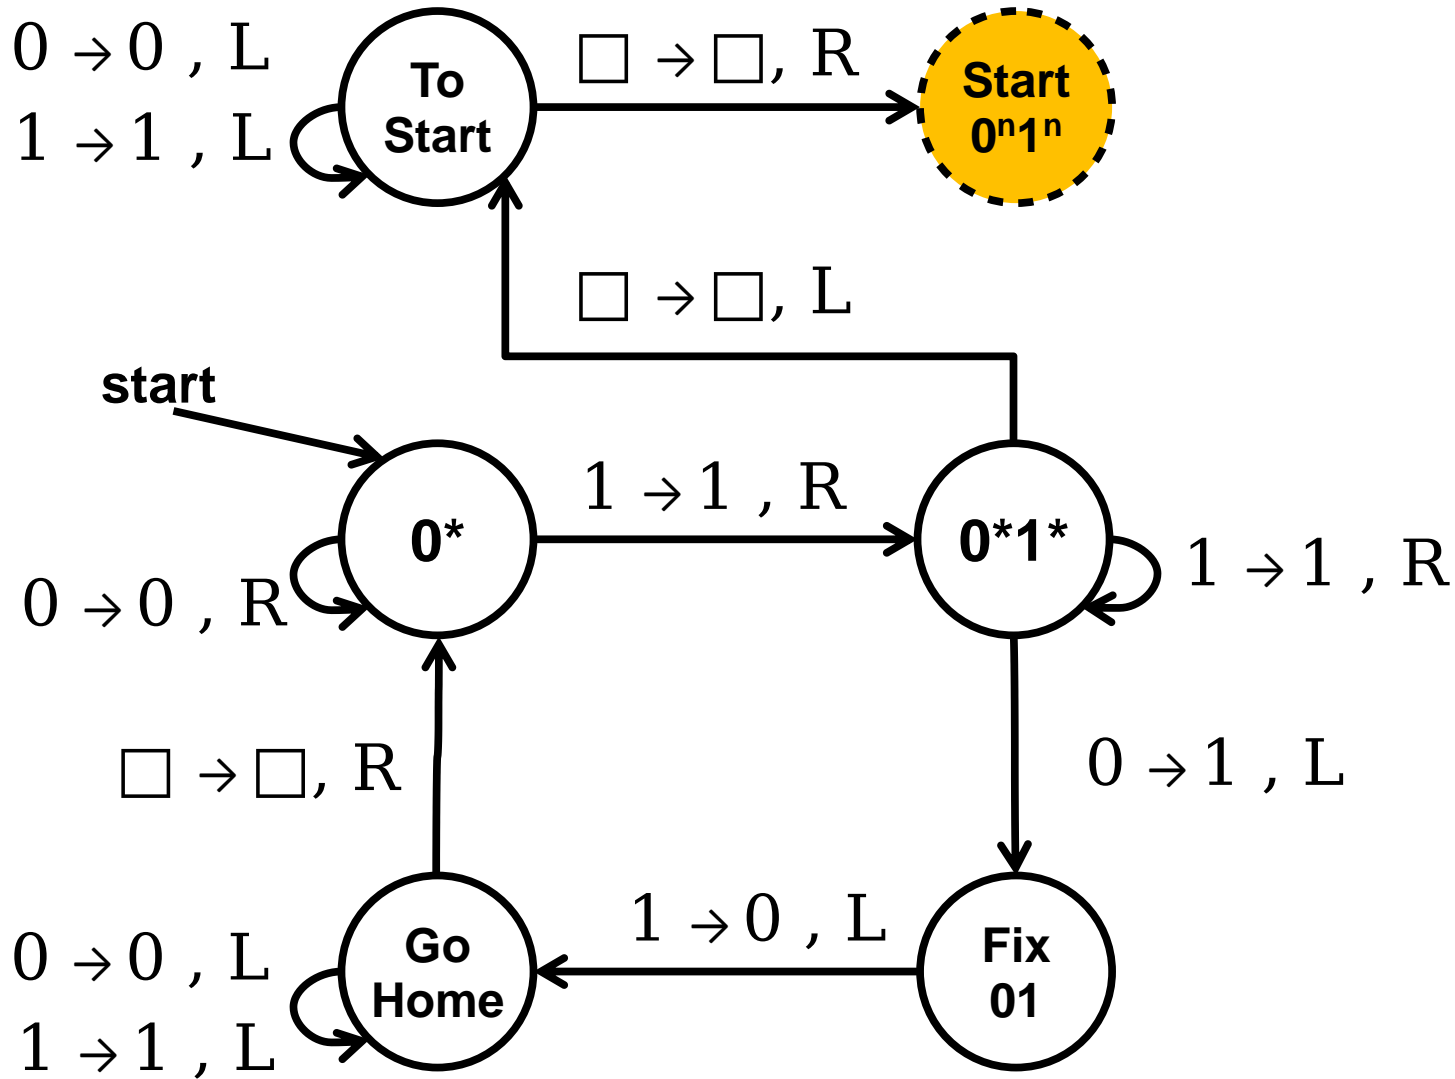 0 → 0 , L
1 → 1 , L
To
Start
□ → □, R
Start
0ⁿ1ⁿ
□ → □, L
start
0*
1 → 1 , R
0*1*
1 → 1 , R
0 → 0 , R
□ → □, R
0 → 1 , L
0 → 0 , L
1 → 1 , L
Go
Home
1 → 0 , L
Fix
01